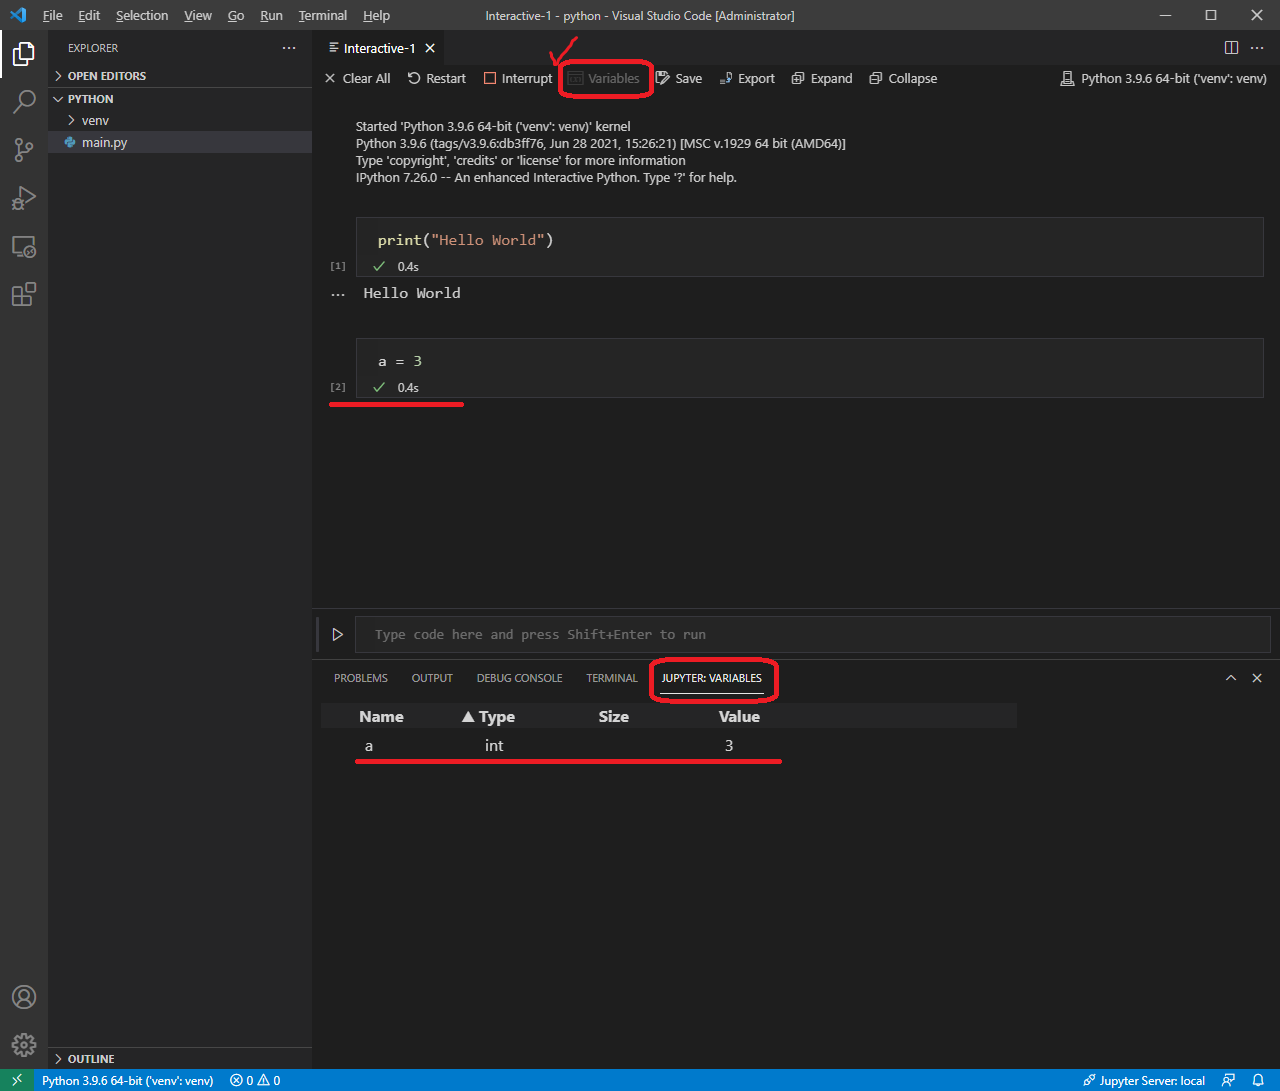 File Edit Selection View Go Run Terminal Help
Interactive-1 - python - Visual Studio Code [Administrator]
EXPLORER
OPEN EDITORS
PYTHON
venv
main.py
OUTLINE
Interactive-1
Clear All Restart Interrupt Variables Save Export Expand Collapse Python 3.9.6 64-bit ('venv': venv)
Started 'Python 3.9.6 64-bit ('venv': venv)' kernel
Python 3.9.6 (tags/v3.9.6:db3ff76, Jun 28 2021, 15:26:21) [MSC v.1929 64 bit (AMD64)]
Type 'copyright', 'credits' or 'license' for more information
IPython 7.26.0 -- An enhanced Interactive Python. Type '?' for help.
print("Hello World")
[1] 0.4s
Hello World
a = 3
[2] 0.4s
Type code here and press Shift+Enter to run
PROBLEMS OUTPUT DEBUG CONSOLE TERMINAL JUPYTER: VARIABLES
Name Type Size Value
a int 3
Python 3.9.6 64-bit ('venv': venv) 0 0 Jupyter Server: local